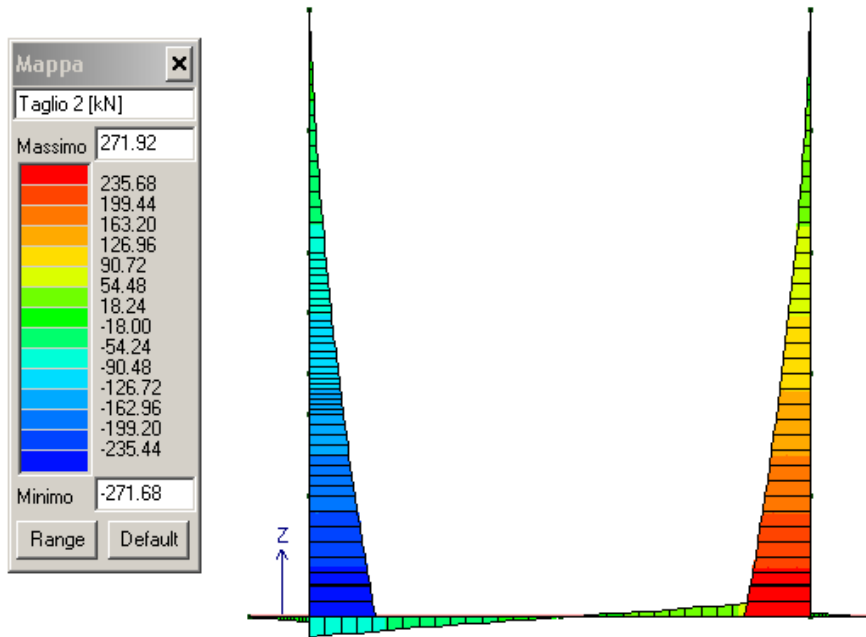 Mappa
Taglio 2 [kN]
Massimo 271.92
235.68
199.44
163.20
126.96
90.72
54.48
18.24
-18.00
-54.24
-90.48
-126.72
-162.96
-199.20
-235.44
Minimo -271.68
Range Default
Z